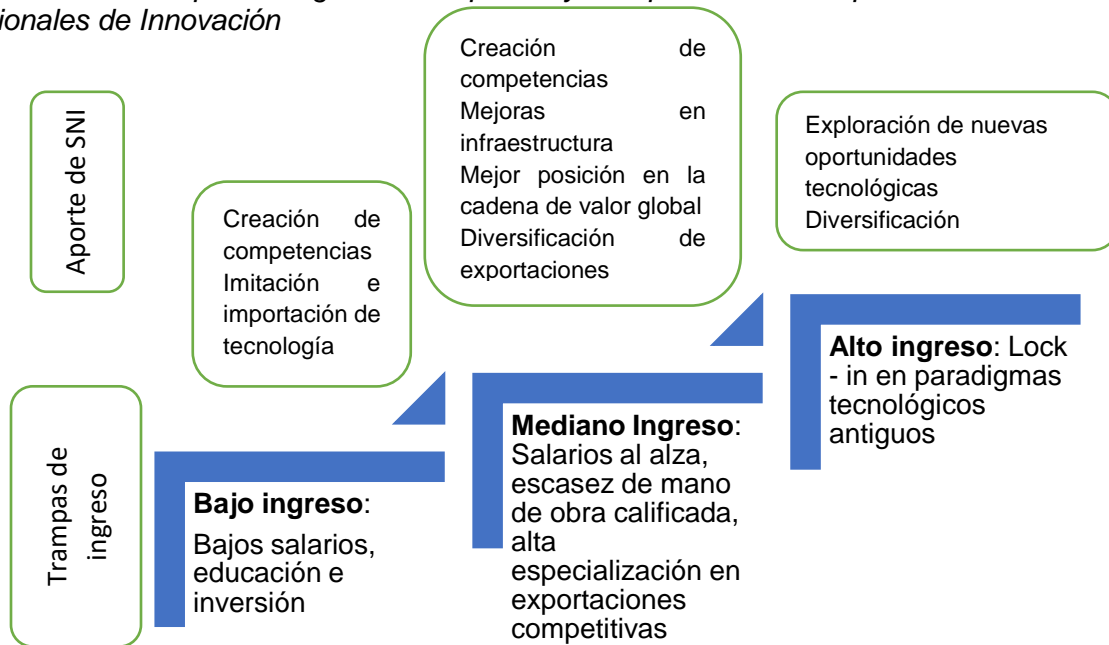 ionales de Innovación
Aporte de SNI
Creación de
competencias
Imitación e
importación de
tecnología
Creación de
competencias
Mejoras en
infraestructura
Mejor posición en la
cadena de valor global
Diversificación de
exportaciones
Exploración de nuevas
oportunidades
tecnológicas
Diversificación
Trampas de
ingreso
Bajo ingreso:
Bajos salarios,
educación e
inversión
Mediano Ingreso:
Salarios al alza,
escasez de mano
de obra calificada,
alta
especialización en
exportaciones
competitivas
Alto ingreso: Lock
- in en paradigmas
tecnológicos
antiguos